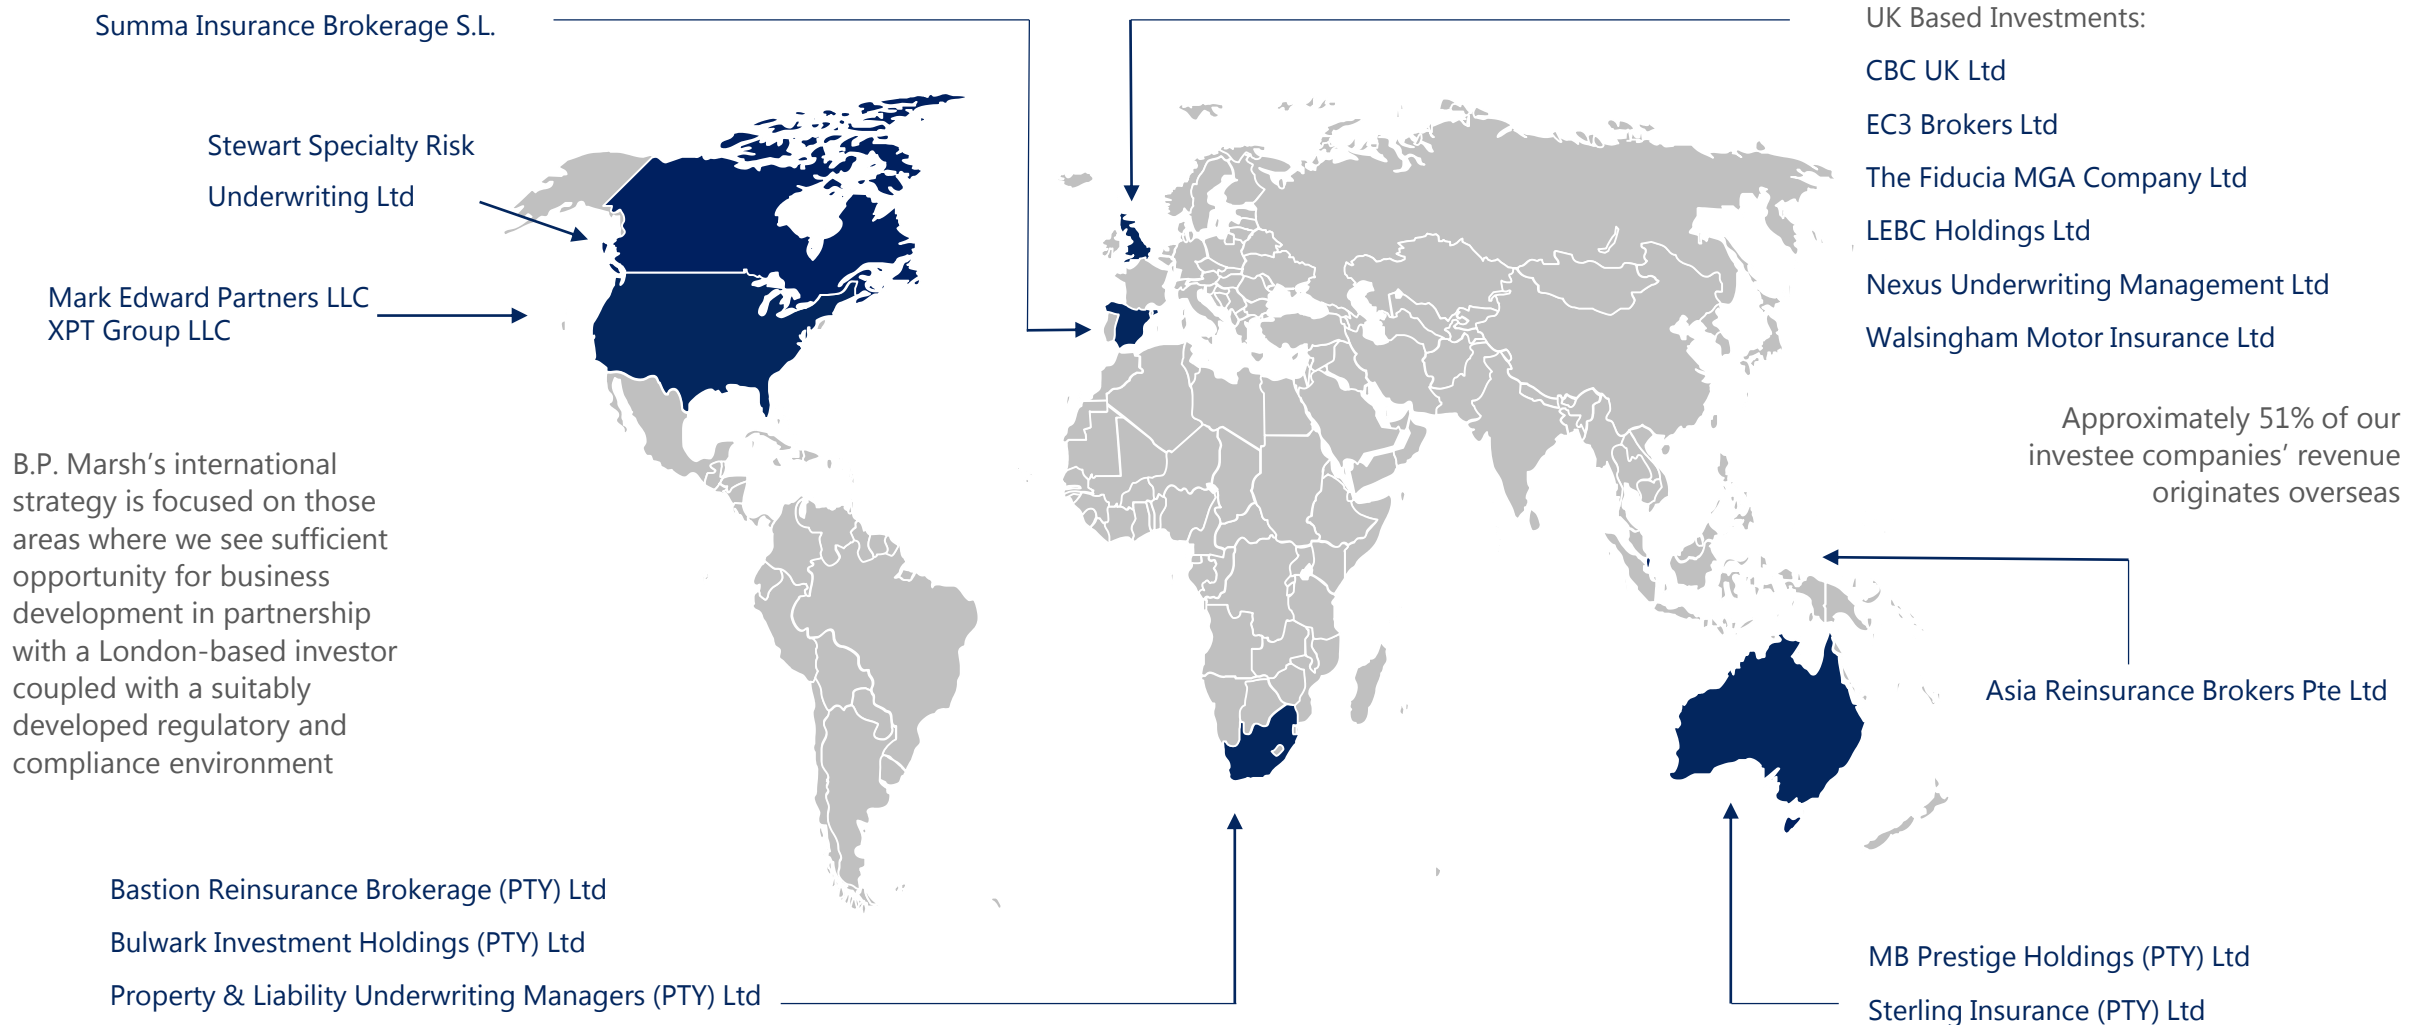 Summa Insurance Brokerage S.L.
Stewart Specialty Risk
Underwriting Ltd
Mark Edward Partners LLC
XPT Group LLC
B.P. Marsh’s international
strategy is focused on those
areas where we see sufficient
opportunity for business
development in partnership
with a London-based investor
coupled with a suitably
developed regulatory and
compliance environment
Bastion Reinsurance Brokerage (PTY) Ltd
Bulwark Investment Holdings (PTY) Ltd
Property & Liability Underwriting Managers (PTY) Ltd
UK Based Investments:
CBC UK Ltd
EC3 Brokers Ltd
The Fiducia MGA Company Ltd
LEBC Holdings Ltd
Nexus Underwriting Management Ltd
Walsingham Motor Insurance Ltd
Approximately 51% of our
investee companies’ revenue
originates overseas
Asia Reinsurance Brokers Pte Ltd
MB Prestige Holdings (PTY) Ltd
Sterling Insurance (PTY) Ltd